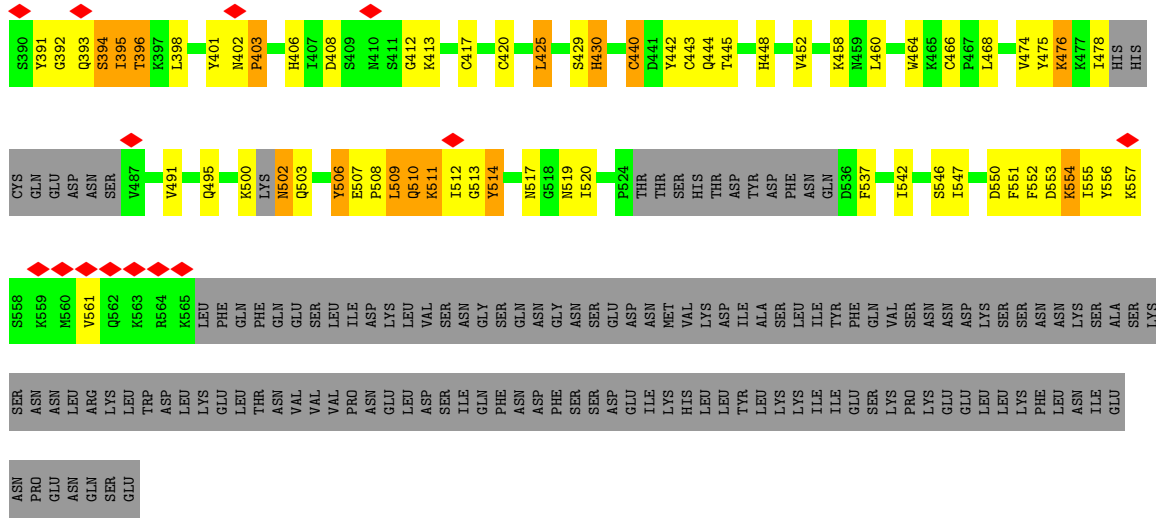 S390 Y391 G392 Q393 S394 I395 T396 K397 L398 Y401 N402 P403 H406 I407 D408 S409 N410 S411 G412 K413 C417 C420 L425 S429 H430 C440 D441 Y442 C443 Q444 T445 H448 V452 K458 N459 L460 W464 K465 C466 P467 L468 V474 Y475 K476 K477 I478 HIS HIS
CYS GLN GLU ASP ASN SER V487 V491 Q495 K500 LYS N502 Q503 Y506 E507 P508 L509 Q510 K511 I512 G513 Y514 N517 G518 N519 I520 P524 THR THR SER HIS THR ASP TYR ASP PHE ASN GLN D536 F537 I542 S546 I547 D550 F551 F552 D553 K554 I555 Y556 K557
S558 K559 M560 V561 Q562 K563 R564 K565 LEU PHE GLN PHE GLN GLU SER LEU ILE ASP LYS LEU VAL SER ASN GLY SER GLN ASN GLY ASN SER GLU ASP ASN MET VAL LYS ASP ILE ALA SER LEU ILE TYR PHE GLN VAL SER ASN ASN ASP LYS SER SER ASN ASN LYS SER ALA SER LYS
SER ASN ASN LEU ARG LYS LEU TRP ASP LEU LYS GLU LEU THR ASN VAL VAL VAL PRO ASN GLU LEU ASP SER ILE GLN PHE ASN ASP PHE SER SER ASP GLU ILE LYS HIS LEU LEU TYR LEU LYS LYS ILE ILE GLU SER LYS PRO LYS GLU GLU LEU LEU LYS PHE LEU ASN ILE GLU
ASN PRO GLU ASN GLN SER GLU